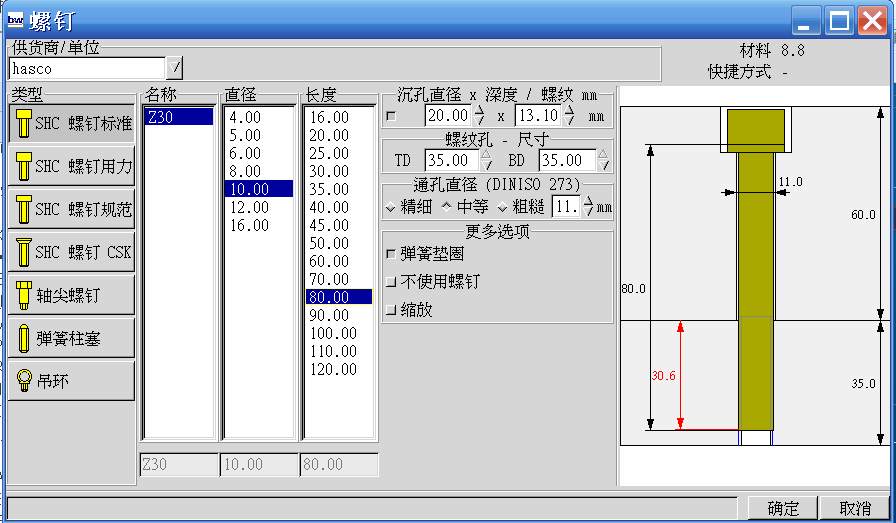 bw 螺钉
供货商/单位
hasco
材料 8.8
快捷方式 -
类型
SHC 螺钉标准
SHC 螺钉用力
SHC 螺钉规范
SHC 螺钉 CSK
轴尖螺钉
弹簧柱塞
吊环
名称
Z30
Z30
直径
4.00
5.00
6.00
8.00
10.00
12.00
16.00
10.00
长度
16.00
20.00
25.00
30.00
35.00
40.00
45.00
50.00
60.00
70.00
80.00
90.00
100.00
110.00
120.00
80.00
沉孔直径 x 深度 / 螺纹 mm
20.00 x 13.10 mm
螺纹孔 - 尺寸
TD 35.00 BD 35.00
通孔直径 (DINISO 273)
精细 中等 粗糙 11. mm
更多选项
弹簧垫圈
不使用螺钉
缩放
11.0
60.0
80.0
30.6
35.0
确定 取消